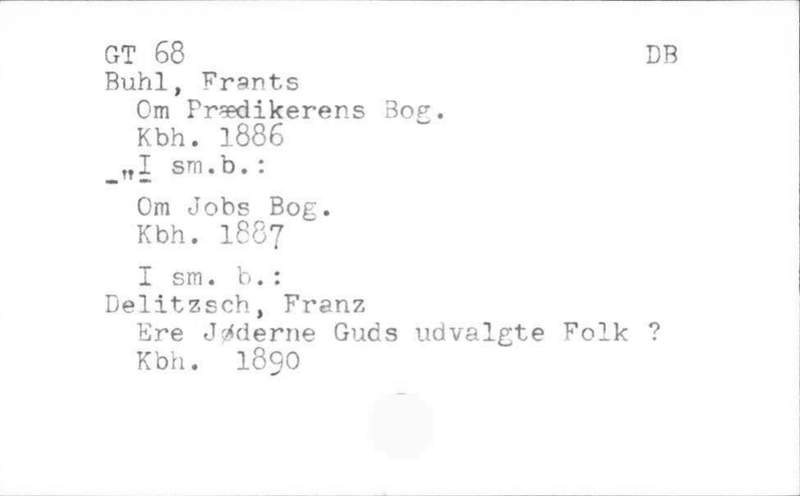 GT 68 DB
Buhl, Frants
Om Prædikerens Bog.
Kbh. 1886
_„I sm.b.:
Om Jobs Bog.
Kbh. 1887
I sm. b.:
Delitzsch, Franz
Ere Jøderne Guds udvalgte Folk ?
Kbh. 1890